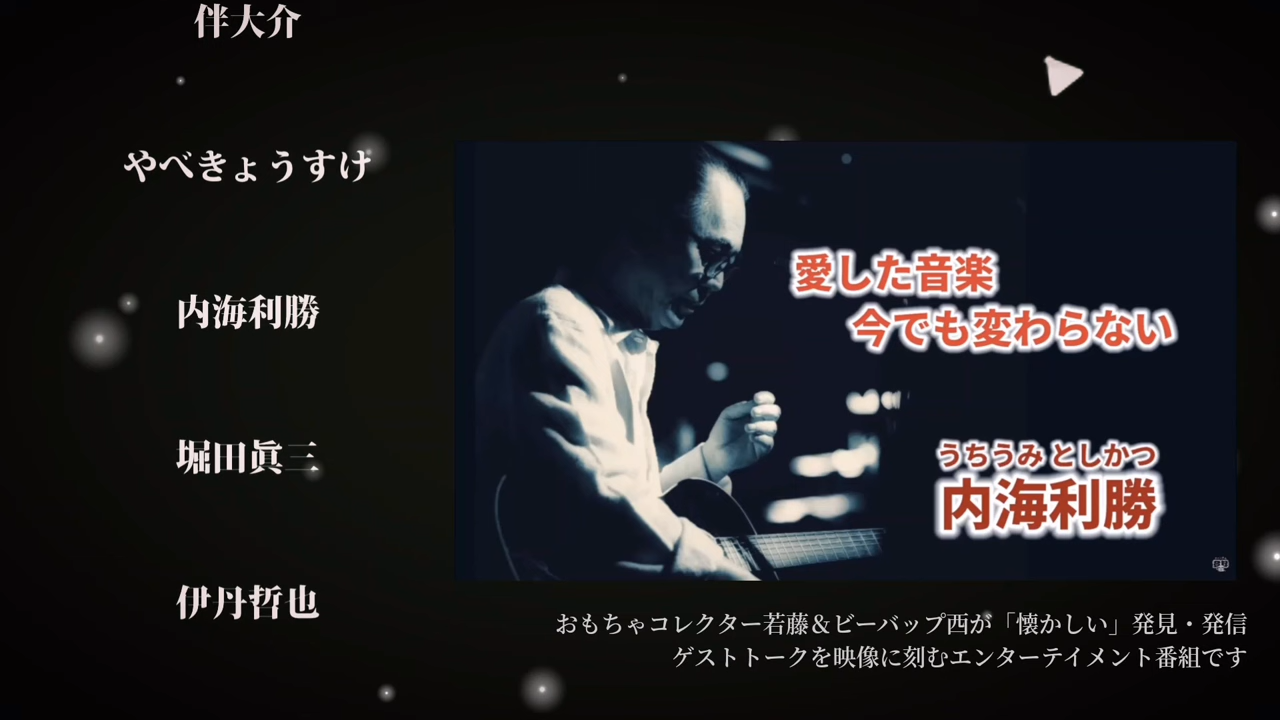 伴大介
やべきょうすけ
内海利勝
堀田眞三
伊丹哲也
愛した音楽
今でも変わらない
うちうみ としかつ
内海利勝
おもちゃコレクター若藤＆ビーバップ西が「懐かしい」発見・発信
ゲストトークを映像に刻むエンターテイメント番組です